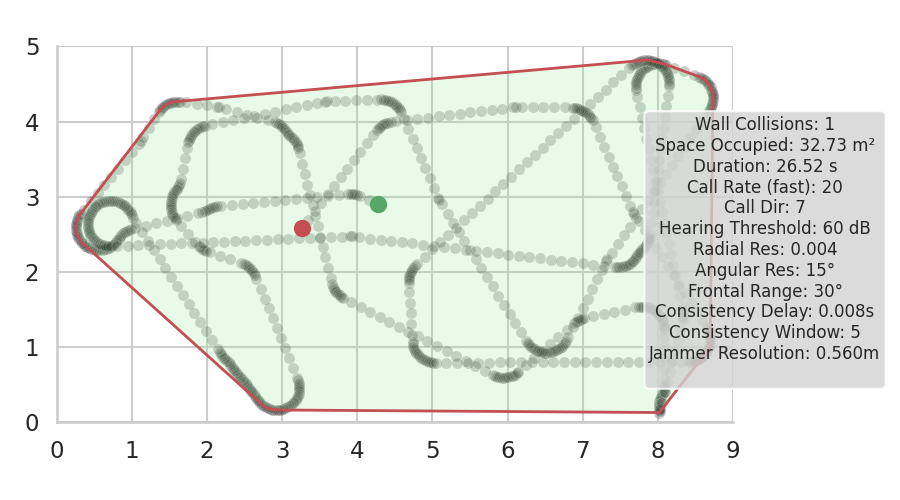 5
4
3
2
1
0
0 1 2 3 4 5 6 7 8 9
Wall Collisions: 1
Space Occupied: 32.73 m²
Duration: 26.52 s
Call Rate (fast): 20
Call Dir: 7
Hearing Threshold: 60 dB
Radial Res: 0.004
Angular Res: 15°
Frontal Range: 30°
Consistency Delay: 0.008s
Consistency Window: 5
Jammer Resolution: 0.560m